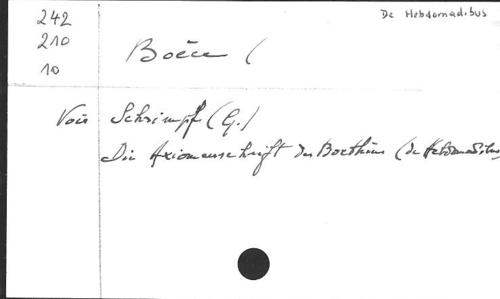 242
De Hebdomadibus
210
Boèce (
10
Voir Schrimpf (G.)
Die Axiomenschrift des Boethius (de Hebdomadibus